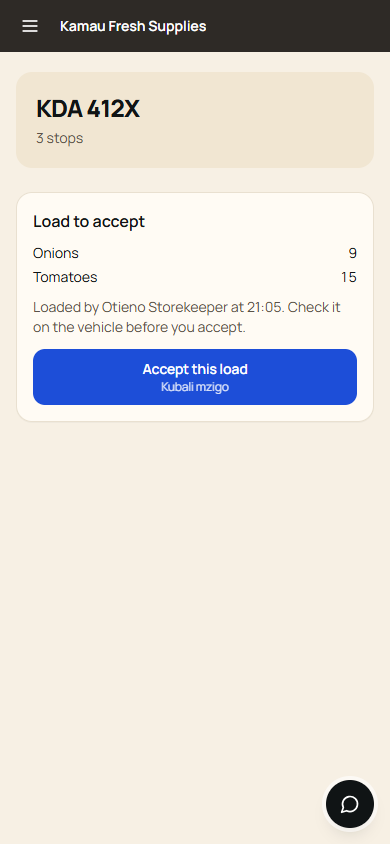 Kamau Fresh Supplies
KDA 412X
3 stops
Load to accept
Onions 9
Tomatoes 15
Loaded by Otieno Storekeeper at 21:05. Check it
on the vehicle before you accept.
Accept this load
Kubali mzigo